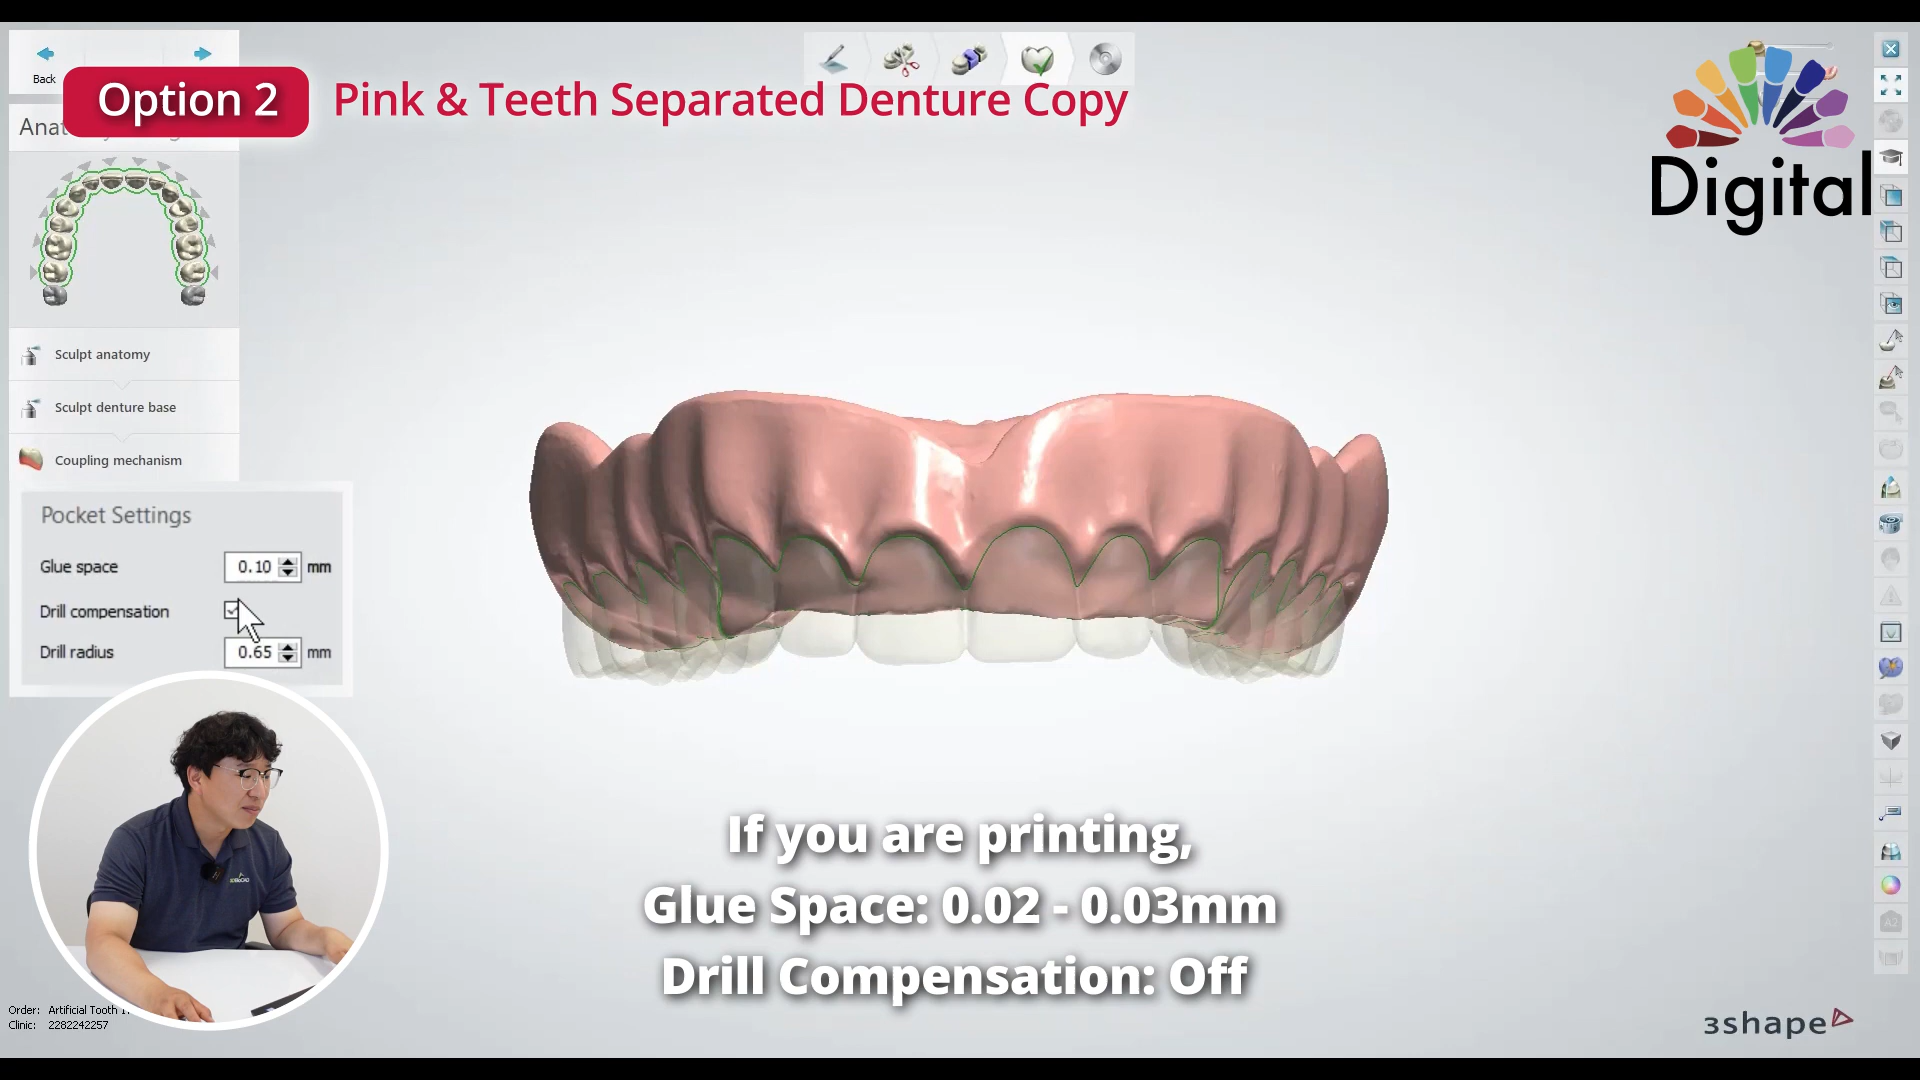 Back
Option 2
Pink & Teeth Separated Denture Copy
Digital
Anat
Sculpt anatomy
Sculpt denture base
Coupling mechanism
Pocket Settings
Glue space 0.10 mm
Drill compensation
Drill radius 0.65 mm
If you are printing,
Glue Space: 0.02 - 0.03mm
Drill Compensation: Off
Order: Artificial Tooth
Clinic: 2282242257
3shape